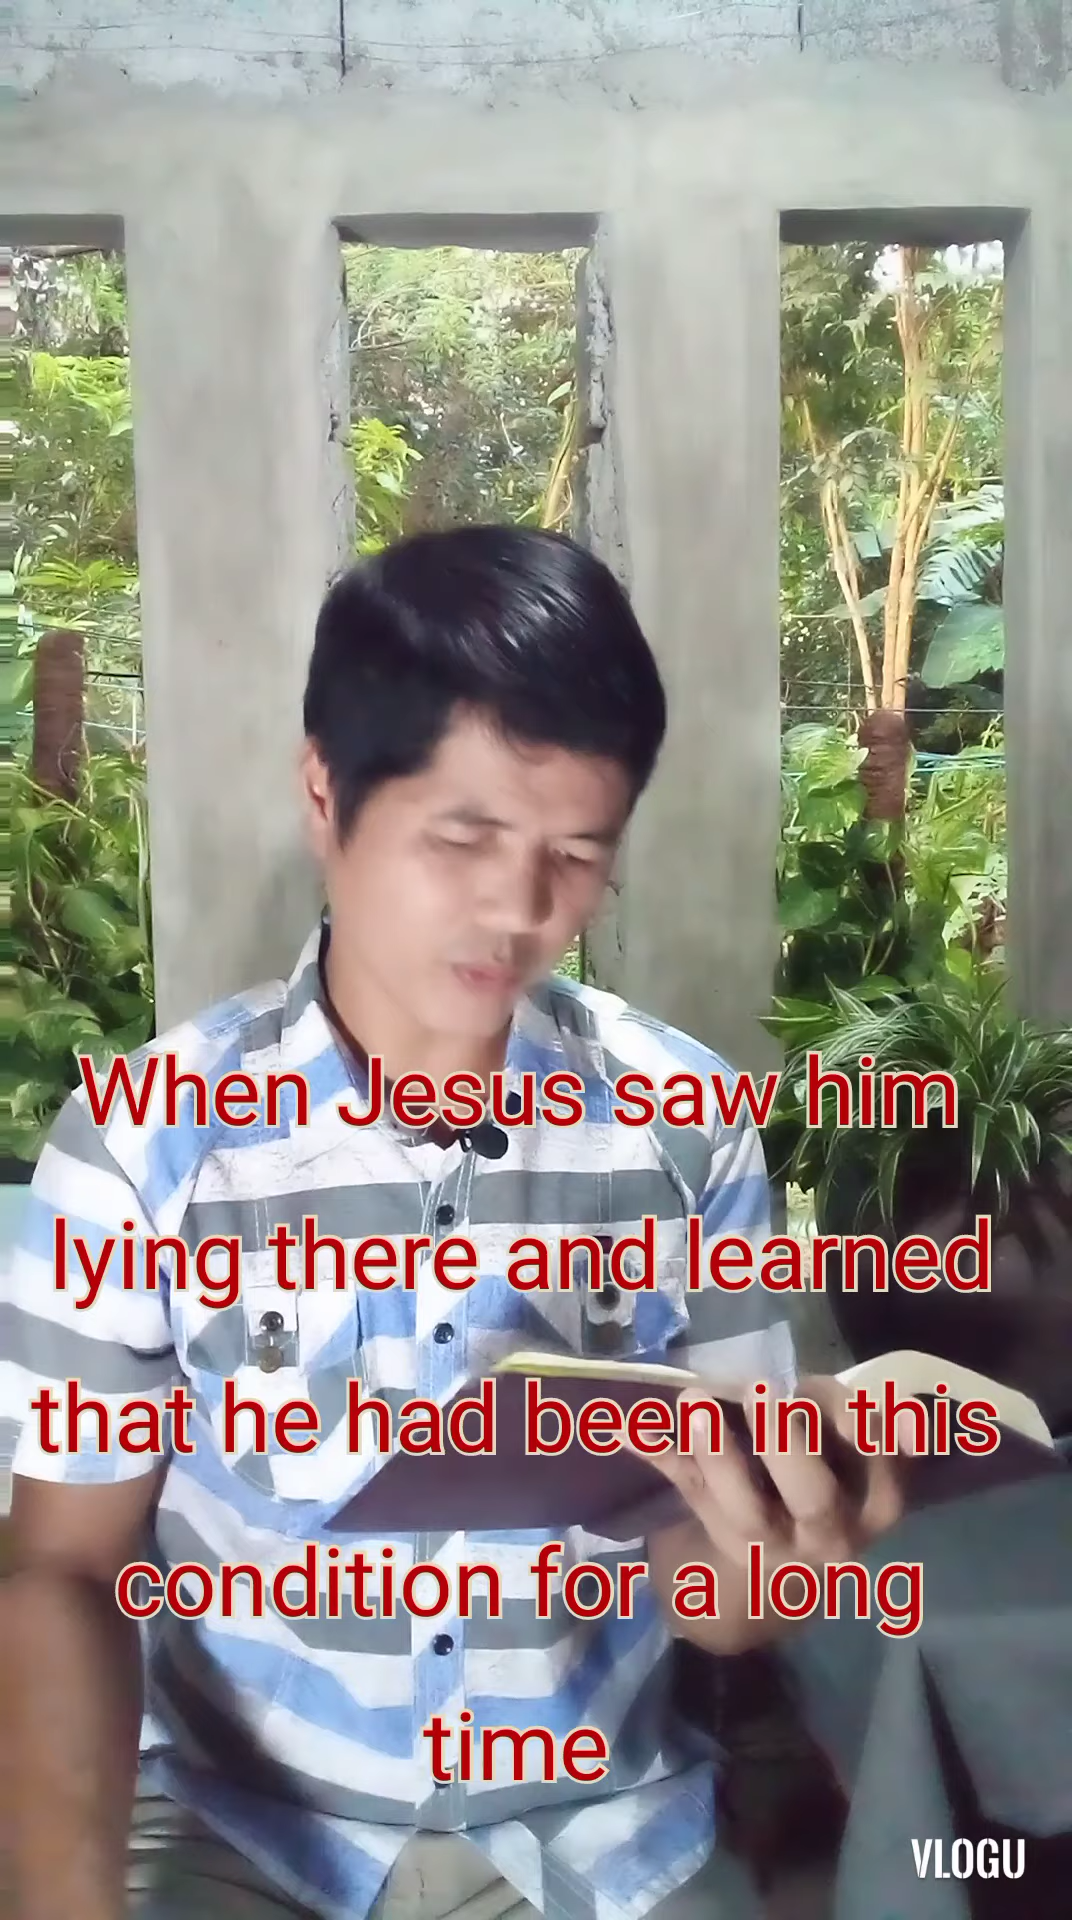 When Jesus saw him
lying there and learned
that he had been in this
condition for a long
time
VLOGU